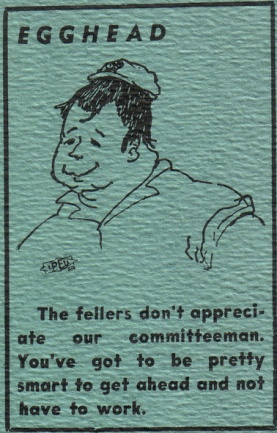 EGGHEAD
The fellers don't appreci-
ate our committeeman.
You've got to be pretty
smart to get ahead and not
have to work.